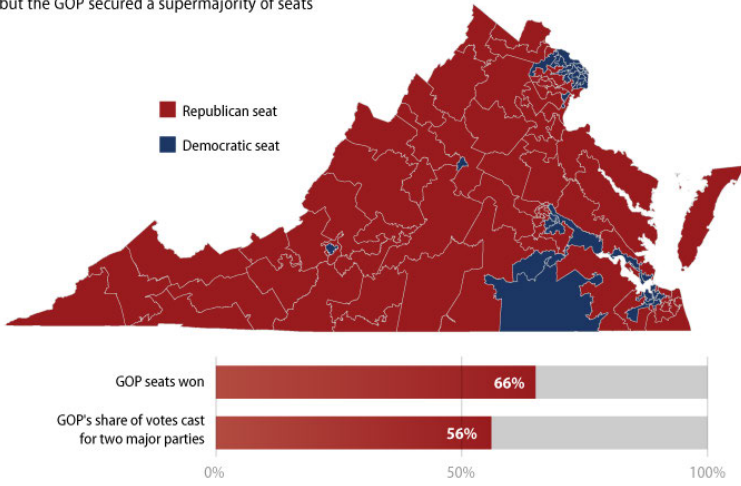 but the GOP secured a supermajority of seats
Republican seat
Democratic seat
GOP seats won
66%
GOP's share of votes cast
for two major parties
56%
0%
50%
100%